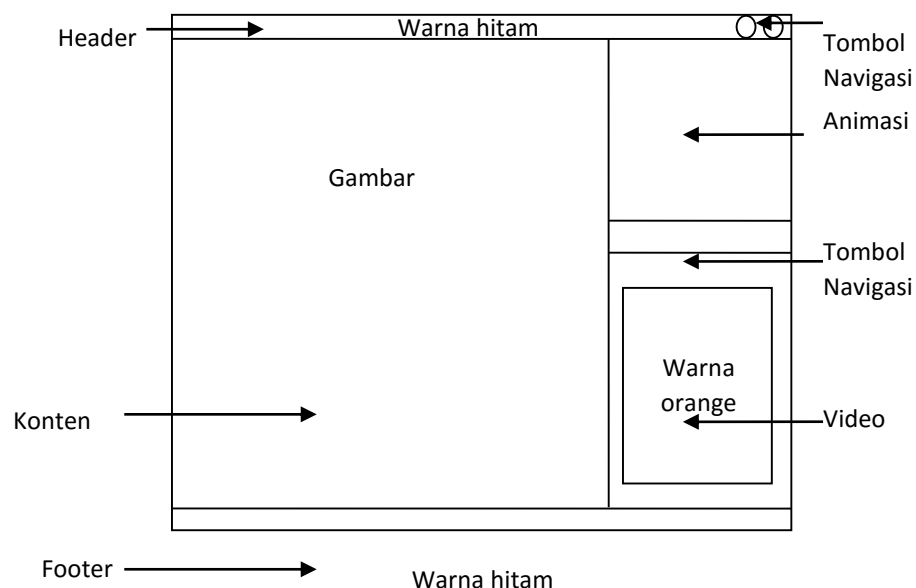 Header
Warna hitam
Tombol
Navigasi
Animasi
Gambar
Tombol
Navigasi
Warna
orange
Konten
Video
Footer
Warna hitam